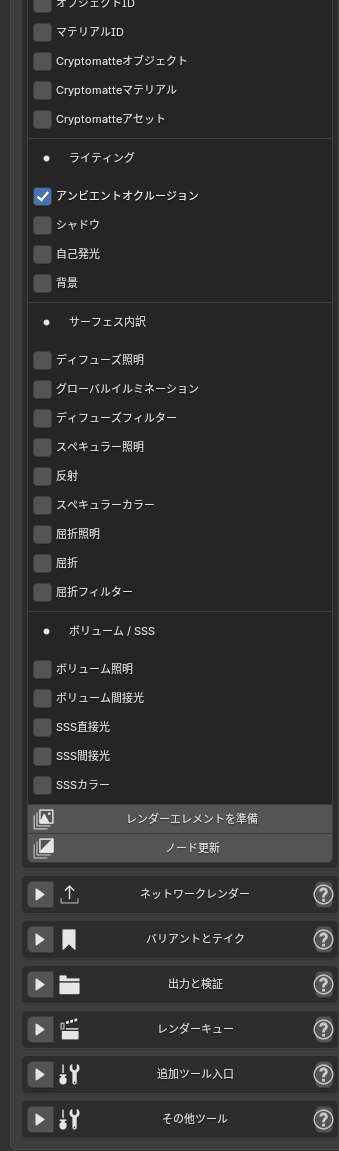 オブジェクトID
マテリアルID
Cryptomatteオブジェクト
Cryptomatteマテリアル
Cryptomatteアセット
ライティング
アンビエントオクルージョン
シャドウ
自己発光
背景
サーフェス内訳
ディフューズ照明
グローバルイルミネーション
ディフューズフィルター
スペキュラー照明
反射
スペキュラーカラー
屈折照明
屈折
屈折フィルター
ボリューム / SSS
ボリューム照明
ボリューム間接光
SSS直接光
SSS間接光
SSSカラー
レンダーエレメントを準備
ノード更新
ネットワークレンダー
バリアントとテイク
出力と検証
レンダーキュー
追加ツール入口
その他ツール